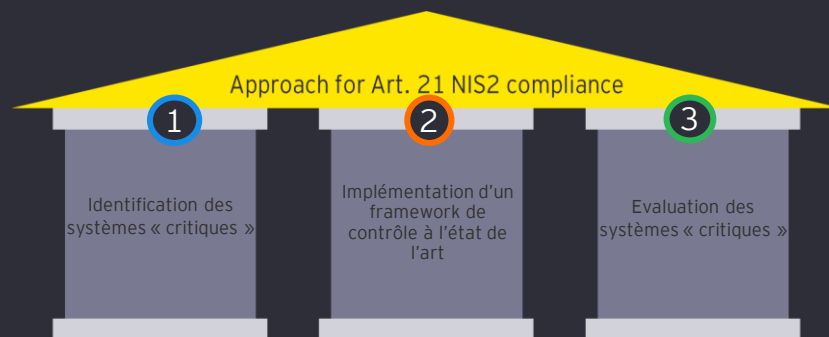 Approach for Art. 21 NIS2 compliance
1
2
3
Identification des
systèmes « critiques »
Implémentation d'un
framework de
contrôle à l'état de
l'art
Evaluation des
systèmes « critiques »